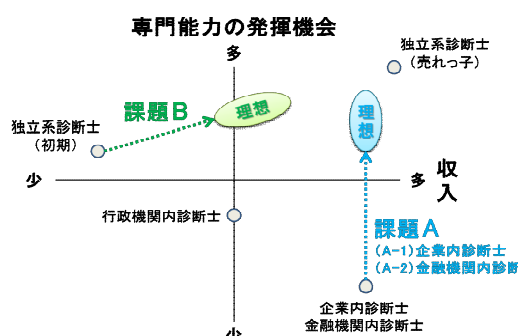 専門能力の発揮機会
多
独立系診断士
（売れっ子）
課題B
理想
理想
独立系診断士
（初期）
少
多
収入
行政機関内診断士
課題A
（A-1）企業内診断士
（A-2）金融機関内診断
企業内診断士
金融機関内診断士
少